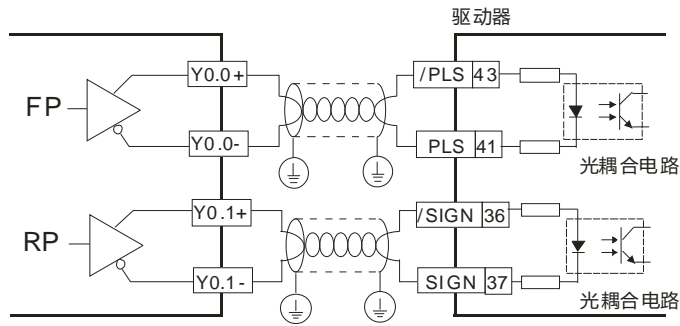 驱动器
Y0.0+
/PLS 43
FP
Y0.0-
PLS 41
光耦合电路
Y0.1+
/SIGN 36
RP
Y0.1-
SIGN 37
光耦合电路